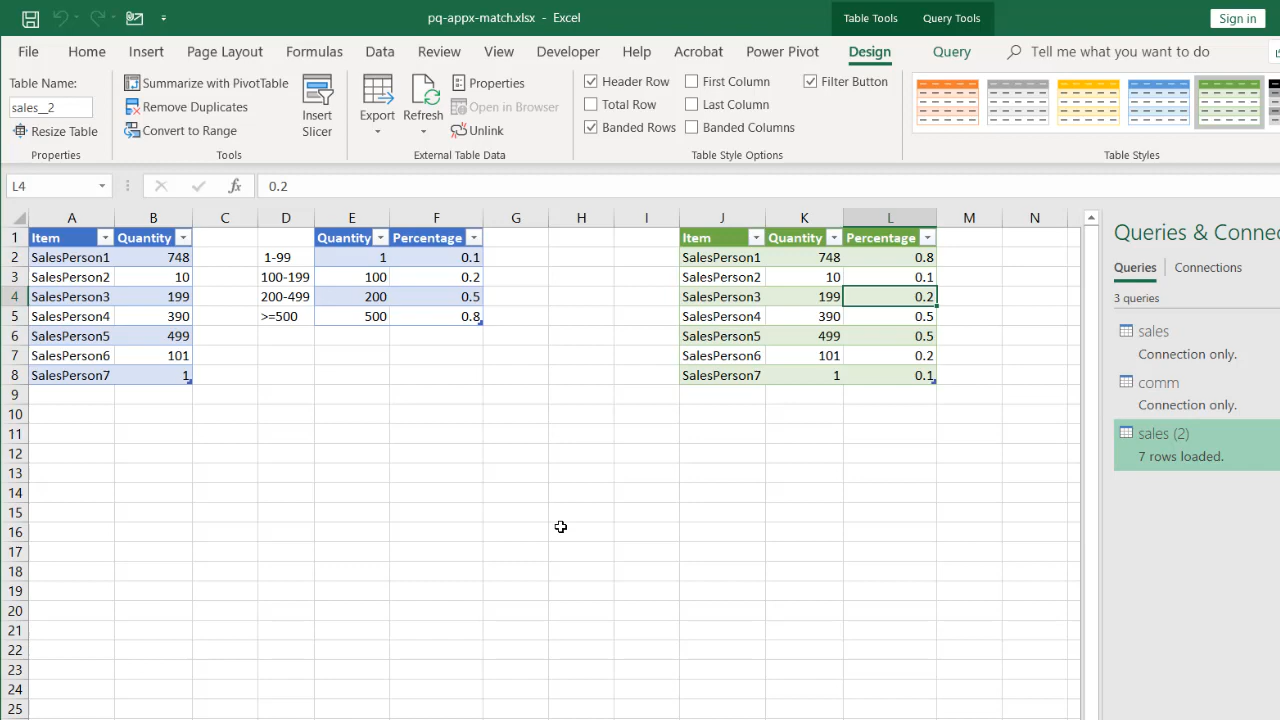 pq-appx-match.xlsx - Excel
Table Tools Query Tools
Sign in
File Home Insert Page Layout Formulas Data Review View Developer Help Acrobat Power Pivot Design Query Tell me what you want to do
Table Name:
sales__2
Resize Table
Properties
Summarize with PivotTable
Remove Duplicates
Convert to Range
Slicer
Tools
Export
Properties
Open in Browser
Unlink
External Table Data
Header Row First Column Filter Button
Total Row Last Column
Banded Rows Banded Columns
Table Style Options
Table Styles
L4 fx 0.2
A B C D E F G H I J K L M N
1 Item Quantity Quantity Percentage Item Quantity Percentage
2 SalesPerson1 748 1-99 1 0.1 SalesPerson1 748 0.8
3 SalesPerson2 10 100-199 100 0.2 SalesPerson2 10 0.1
4 SalesPerson3 199 200-499 200 0.5 SalesPerson3 199 0.2
5 SalesPerson4 390 >=500 500 0.8 SalesPerson4 390 0.5
6 SalesPerson5 499 SalesPerson5 499 0.5
7 SalesPerson6 101 SalesPerson6 101 0.2
8 SalesPerson7 1 SalesPerson7 1 0.1
9
10
11
12
13
14
15
16
17
18
19
20
21
22
23
24
25
Queries & Conne
Queries Connections
3 queries
sales
Connection only.
comm
Connection only.
sales (2)
7 rows loaded.